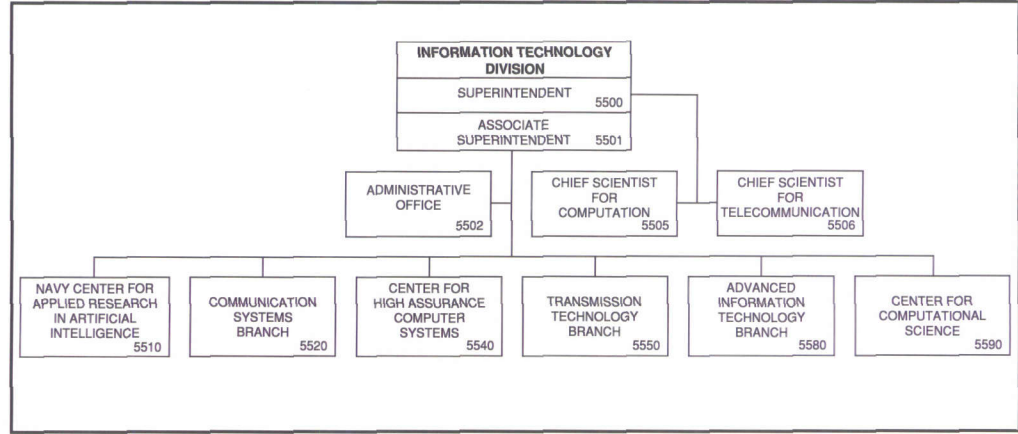 INFORMATION TECHNOLOGY
DIVISION
SUPERINTENDENT
5500
ASSOCIATE
SUPERINTENDENT 5501
ADMINISTRATIVE
OFFICE
5502
CHIEF SCIENTIST
FOR
COMPUTATION
5505
CHIEF SCIENTIST
FOR
TELECOMMUNICATION
5506
NAVY CENTER FOR
APPLIED RESEARCH
IN ARTIFICIAL
INTELLIGENCE
5510
COMMUNICATION
SYSTEMS
BRANCH
5520
CENTER FOR
HIGH ASSURANCE
COMPUTER
SYSTEMS
5540
TRANSMISSION
TECHNOLOGY
BRANCH
5550
ADVANCED
INFORMATION
TECHNOLOGY
BRANCH
5580
CENTER FOR
COMPUTATIONAL
SCIENCE
5590